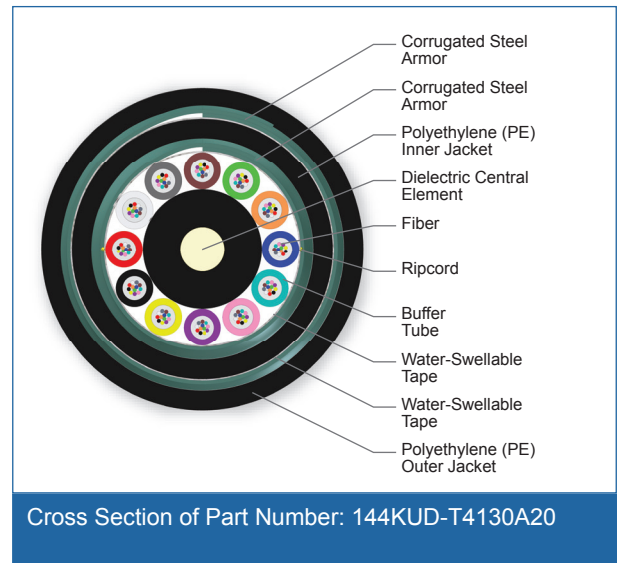 Corrugated Steel
Armor
Corrugated Steel
Armor
Polyethylene (PE)
Inner Jacket
Dielectric Central
Element
Fiber
Ripcord
Buffer
Tube
Water-Swellable
Tape
Water-Swellable
Tape
Polyethylene (PE)
Outer Jacket
Cross Section of Part Number: 144KUD-T4130A20